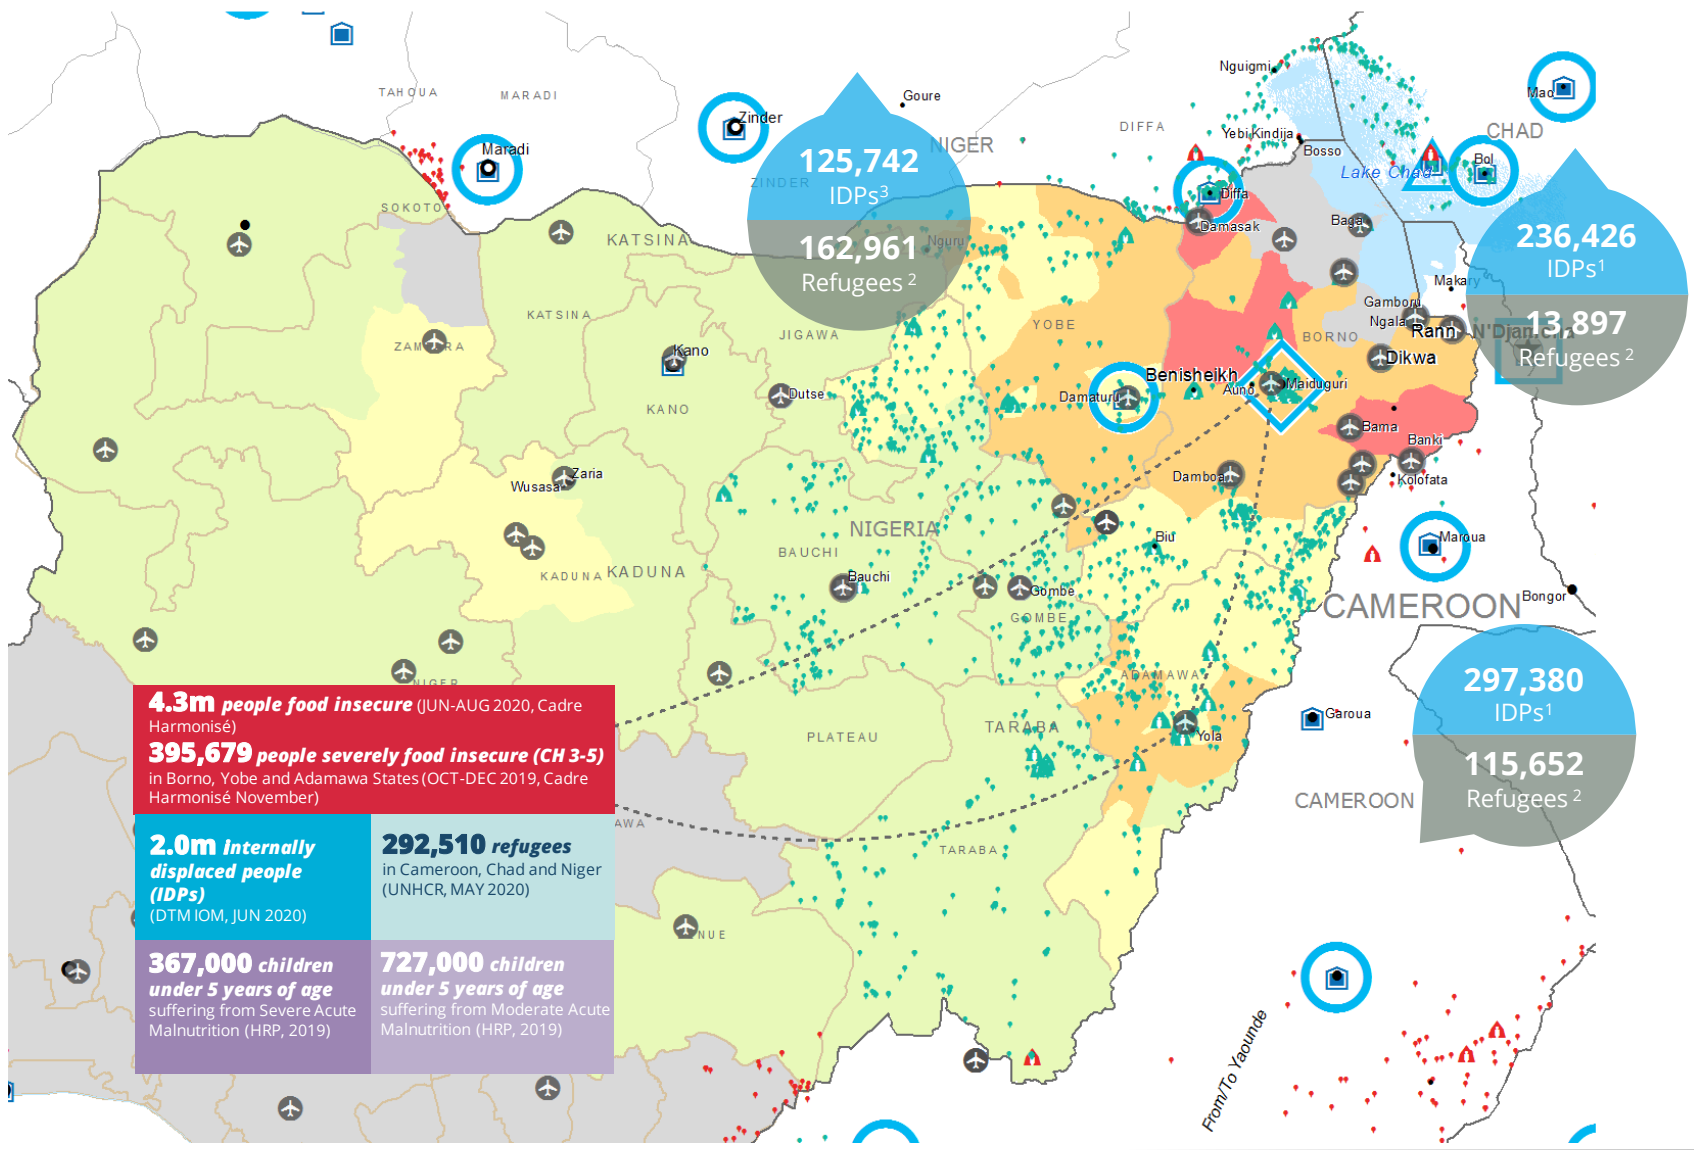 TAHOUA
MARADI
Goure
Nguigmi
Mao
Zinder
DIFFA
CHAD
Yebi Kindija
NIGER
Bosso
Maradi
125,742
IDPs3
ZINDER
Bol
Lake Chad
SOKOTO
Diffa
Damasak
Baga
KATSINA
Nguru
162,961
Refugees 2
236,426
IDPs1
Makary
KATSINA
Gamboru
Ngala
Rann
N'Djamena
13,897
Refugees 2
YOBE
BORNO
JIGAWA
ZAMFARA
Kano
Dikwa
Benisheikh
Auno
Maiduguri
Dutse
Damaturu
KANO
Bama
Banki
Zaria
Wusasa
Damboa
Kolofata
NIGERIA
Biu
Maroua
BAUCHI
KADUNA
KADUNA
Bauchi
Gombe
GOMBE
CAMEROON
Bongor
ADAMAWA
297,380
IDPs1
NIGER
4.3m people food insecure (JUN-AUG 2020, Cadre
Harmonisé)
395,679 people severely food insecure (CH 3-5)
in Borno, Yobe and Adamawa States (OCT-DEC 2019, Cadre
Harmonisé November)
PLATEAU
TARABA
Yola
Garoua
115,652
Refugees 2
CAMEROON
AWA
2.0m Internally
displaced people
(IDPs)
(DTM IOM, JUN 2020)
292,510 refugees
in Cameroon, Chad and Niger
(UNHCR, MAY 2020)
TARABA
NUE
367,000 children
under 5 years of age
suffering from Severe Acute
Malnutrition (HRP, 2019)
727,000 children
under 5 years of age
suffering from Moderate Acute
Malnutrition (HRP, 2019)
From/To Yaounde